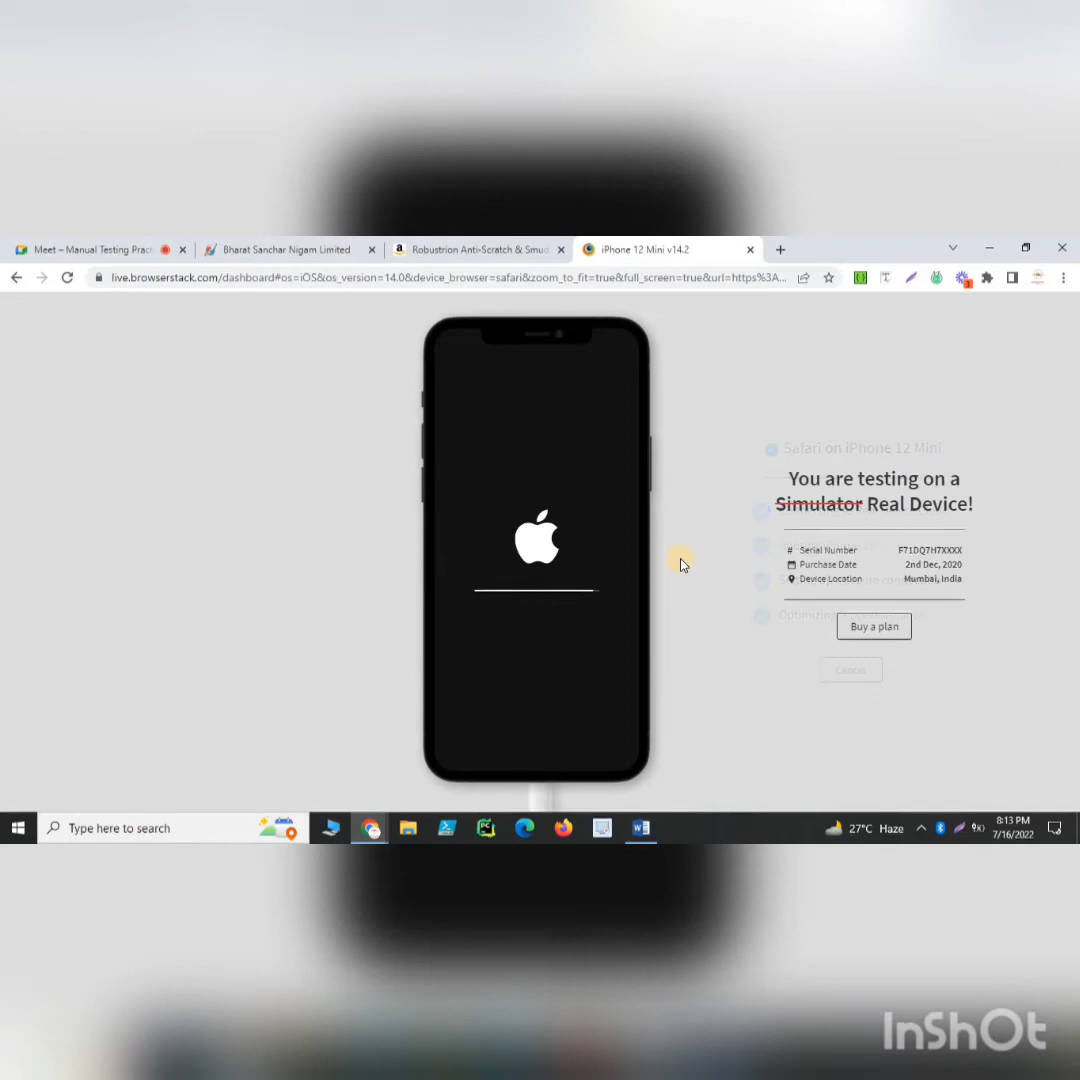 Meet – Manual Testing Prac
Bharat Sanchar Nigam Limited
Robustrion Anti-Scratch & Smud
iPhone 12 Mini v14.2
live.browserstack.com/dashboard#os=iOS&os_version=14.0&device_browser=safari&zoom_to_fit=true&full_screen=true&url=https%3A...
Safari on iPhone 12 Mini
You are testing on a
Simulator Real Device!
# Serial Number F71DQ7H7XXXX
Purchase Date 2nd Dec, 2020
Device Location Mumbai, India
Buy a plan
Cancel
Type here to search
27°C Haze
8:13 PM
7/16/2022
InShOt